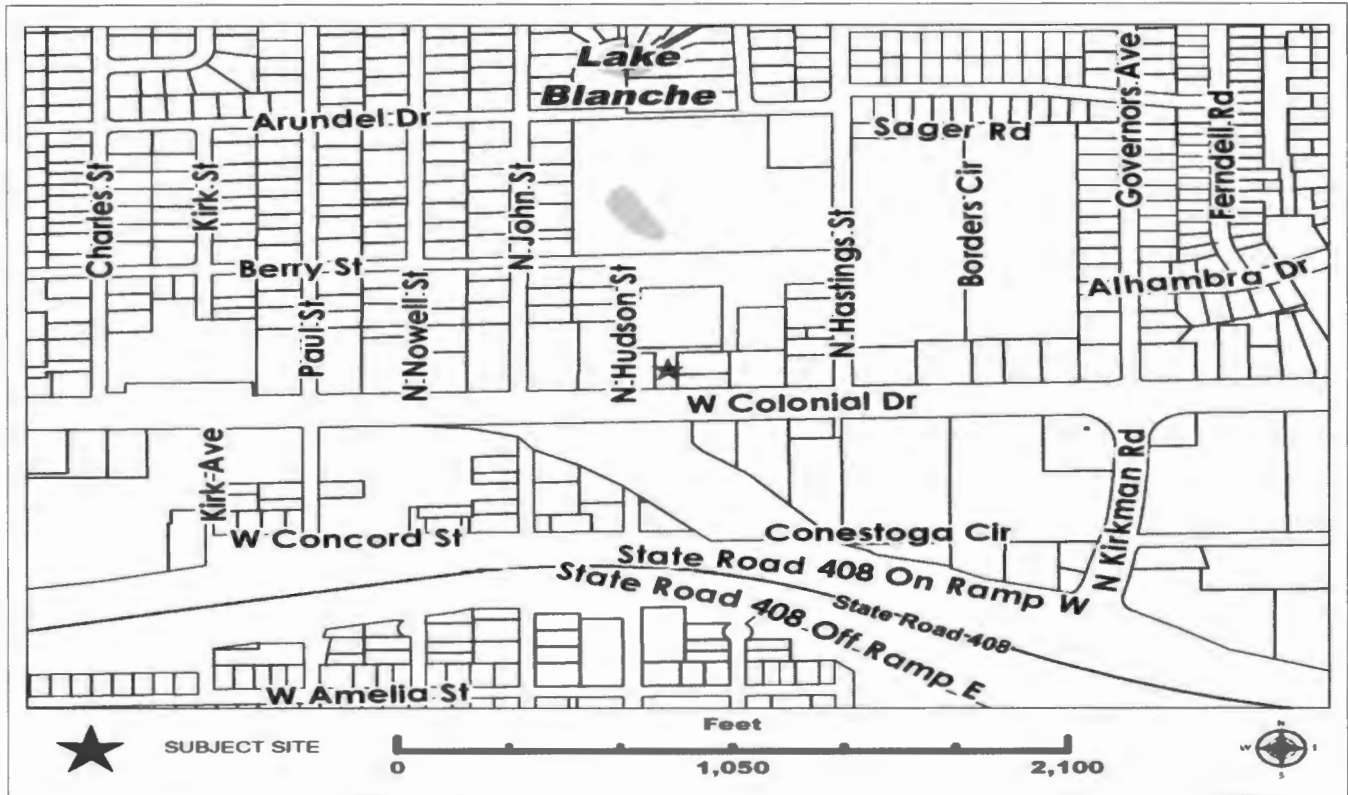 Lake
Blanche
Arundel Dr
Sager Rd
Governors Ave
Ferndell Rd
Charles St
Kirk St
N John St
Borders Cir
N Hastings St
Berry St
Alhambra Dr
Paul St
N Nowell St
N Hudson St
W Colonial Dr
Kirk Ave
N Kirkman Rd
W Concord St
Conestoga Cir
State Road 408 On Ramp W
State Road 408 Off Ramp E
State Road 408
W Amelia St
Feet
SUBJECT SITE
0 1,050 2,100
N
W
S